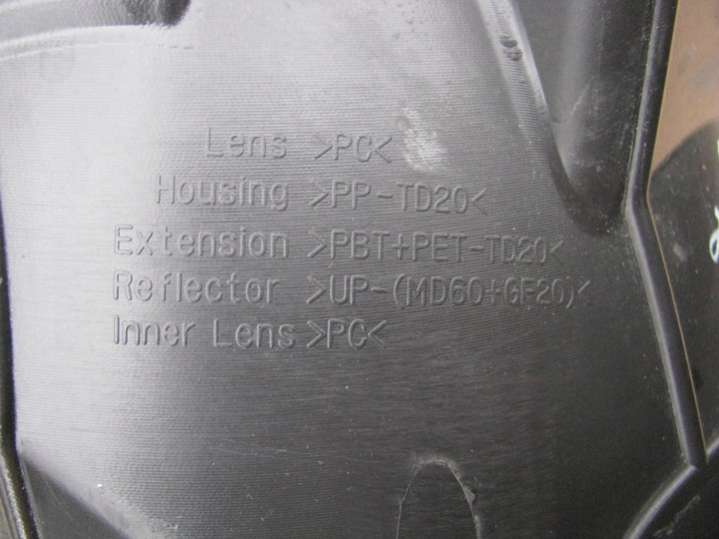 Lens >PC<
Housing >PP-TD20<
Extension >PBT+PET-TD20<
Reflector >UP-(MD60+GF20)<
Inner Lens >PC<